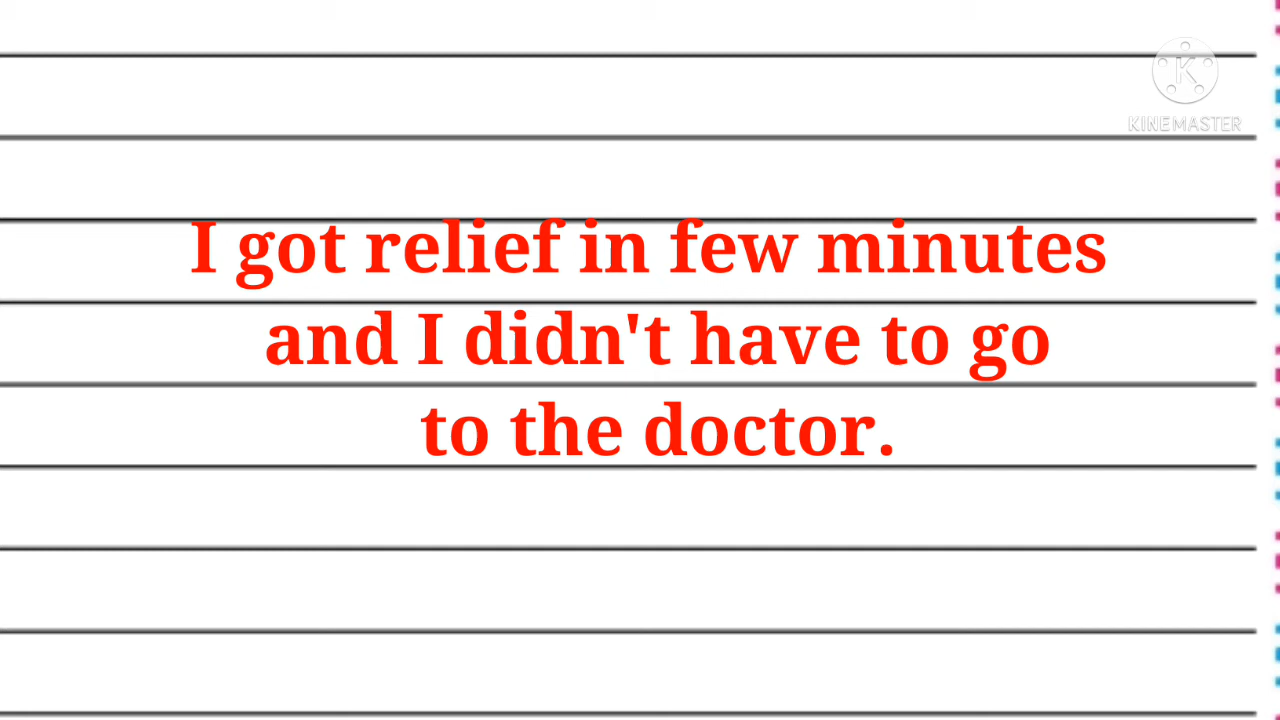 KINEMASTER
I got relief in few minutes
and I didn't have to go
to the doctor.